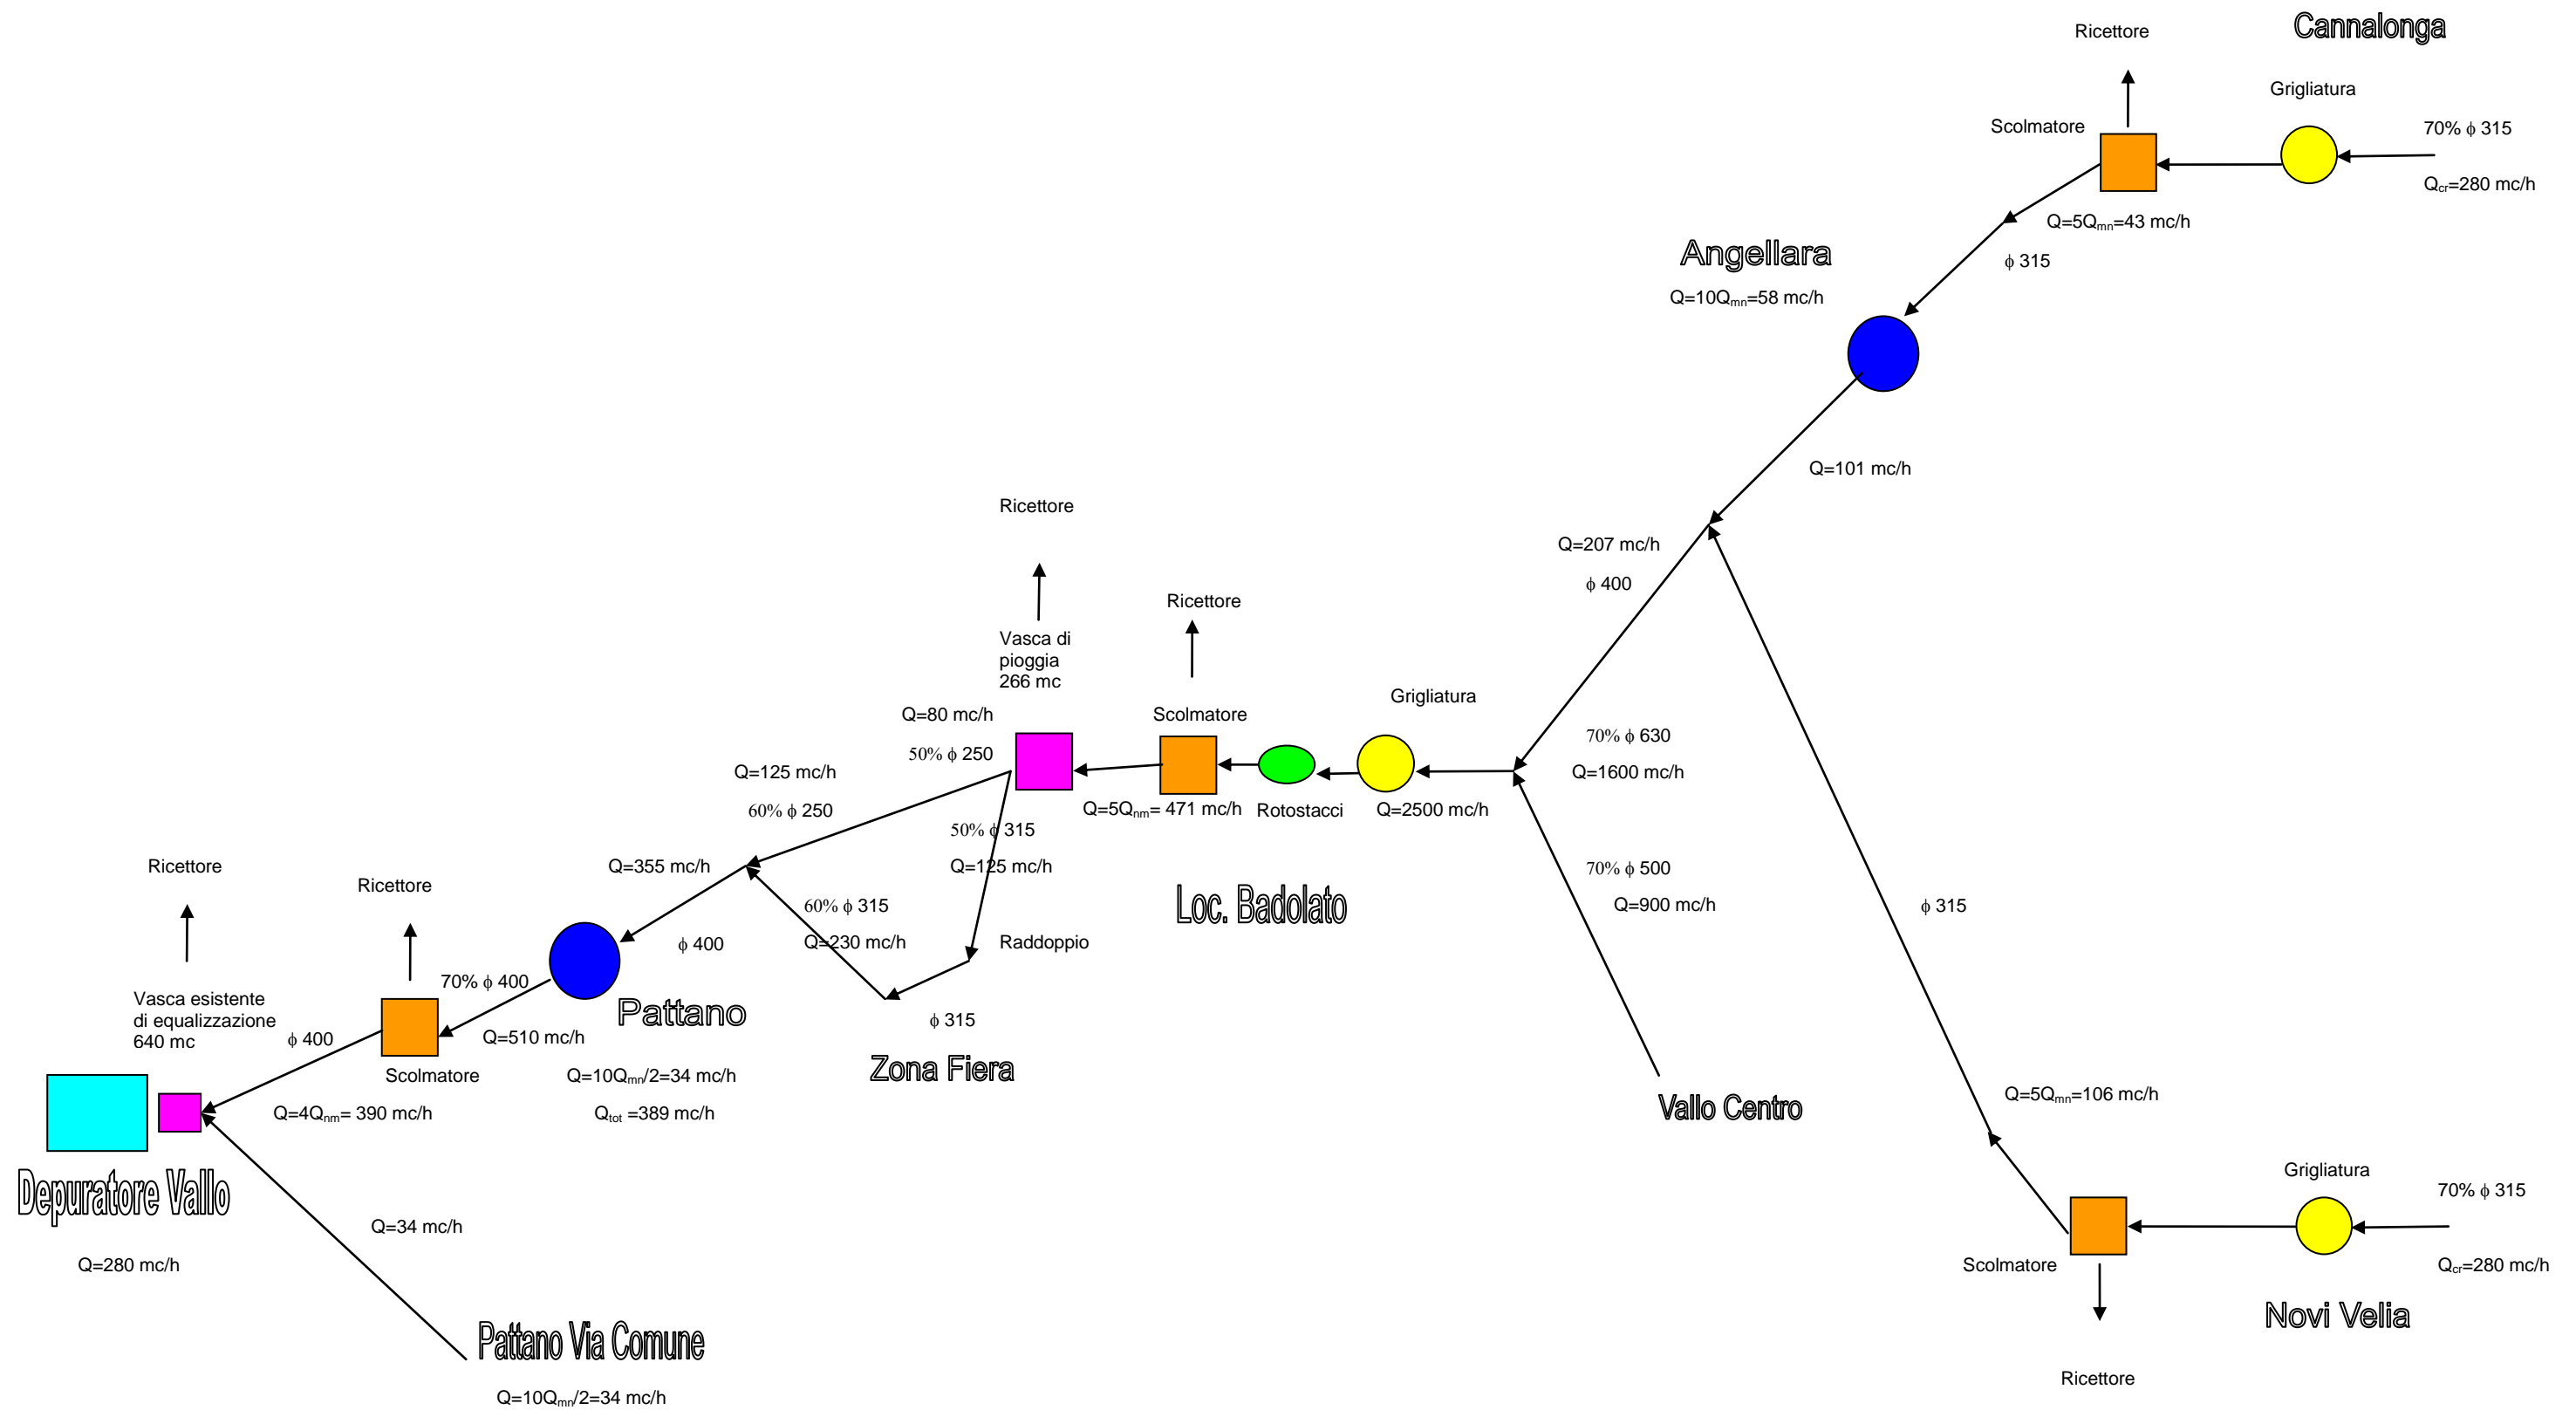 Cannalonga
Ricettore
Grigliatura
Scolmatore
70% ϕ 315
Qcr=280 mc/h
Q=5Qmn=43 mc/h
ϕ 315
Angellara
Q=10Qmn=58 mc/h
Q=101 mc/h
Q=207 mc/h
ϕ 400
Ricettore
Vasca di
pioggia
266 mc
Ricettore
Grigliatura
Scolmatore
Q=80 mc/h
50% ϕ 250
70% ϕ 630
Q=1600 mc/h
Q=125 mc/h
60% ϕ 250
Q=5Qnm= 471 mc/h
Rotostacci
Q=2500 mc/h
50% ϕ 315
Q=125 mc/h
Loc. Badolato
70% ϕ 500
Q=900 mc/h
ϕ 315
Q=355 mc/h
60% ϕ 315
Q=230 mc/h
ϕ 400
Raddoppio
ϕ 315
Zona Fiera
Ricettore
Ricettore
70% ϕ 400
Pattano
Q=510 mc/h
Q=10Qmn/2=34 mc/h
Qtot =389 mc/h
Vasca esistente
di equalizzazione
640 mc
ϕ 400
Scolmatore
Q=4Qnm= 390 mc/h
Vallo Centro
Q=5Qmn=106 mc/h
Depuratore Vallo
Q=280 mc/h
Q=34 mc/h
Grigliatura
70% ϕ 315
Scolmatore
Qcr=280 mc/h
Novi Velia
Ricettore
Pattano Via Comune
Q=10Qmn/2=34 mc/h